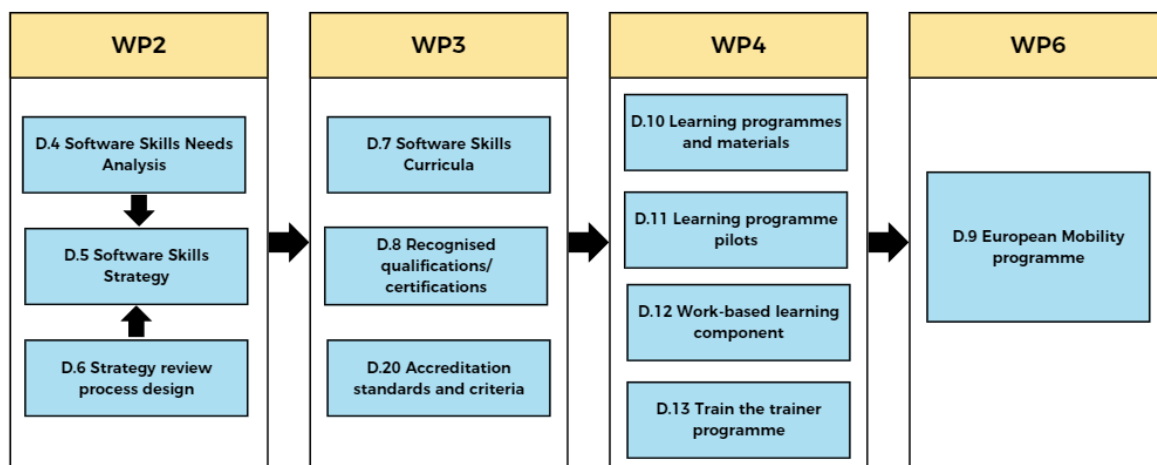 WP2
D.4 Software Skills Needs
Analysis
D.5 Software Skills
Strategy
D.6 Strategy review
process design
WP3
D.7 Software Skills
Curricula
D.8 Recognised
qualifications/
certifications
D.20 Accreditation
standards and criteria
WP4
D.10 Learning programmes
and materials
D.11 Learning programme
pilots
D.12 Work-based learning
component
D.13 Train the trainer
programme
WP6
D.9 European Mobility
programme